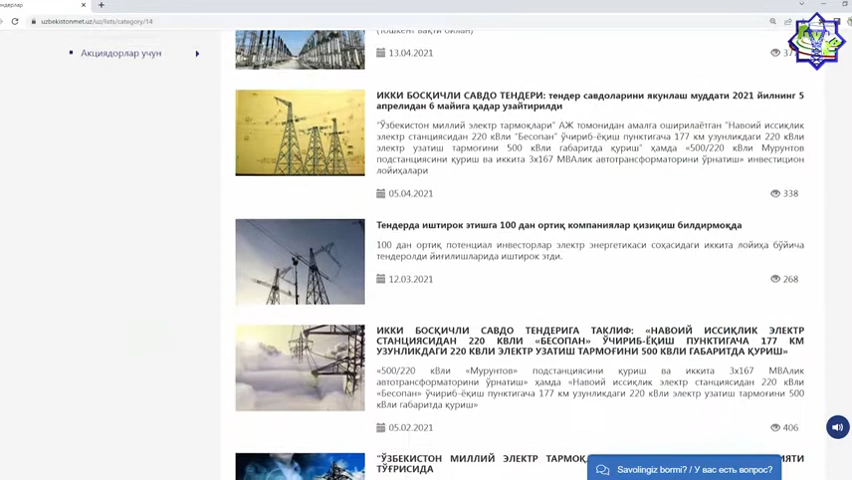 ндерлар
uzbekistonmet.uz/uz/lists/category/14
Акциядорлар учун
(Тошкент вақти билан)
13.04.2021
ИККИ БОСҚИЧЛИ САВДО ТЕНДЕРИ: тендер савдоларини якунлаш муддати 2021 йилнинг 5
апрелидан 6 майига қадар узайтирилди
"Ўзбекистон миллий электр тармоқлари" АЖ томонидан амалга оширилаётган "Навоий иссиқлик
электр станциясидан 220 кВли "Бесопан" ўчириб-ёқиш пунктигача 177 км узунликдаги 220 кВли
электр узатиш тармоғини 500 кВли габаритда қуриш" ҳамда «500/220 кВли Мурунтов
подстанциясини қуриш ва иккита 3х167 МВАлик автотрансформаторини ўрнатиш» инвестицион
лойиҳалари
05.04.2021
338
Тендерда иштирок этишга 100 дан ортиқ компаниялар қизиқиш билдирмоқда
100 дан ортиқ потенциал инвесторлар электр энергетикаси соҳасидаги иккита лойиҳа бўйича
тендеролди йиғилишларида иштирок этди.
12.03.2021
268
ИККИ БОСҚИЧЛИ САВДО ТЕНДЕРИГА ТАКЛИФ: «НАВОИЙ ИССИҚЛИК ЭЛЕКТР
СТАНЦИЯСИДАН 220 КВЛИ «БЕСОПАН» ЎЧИРИБ-ЁҚИШ ПУНКТИГАЧА 177 КМ
УЗУНЛИКДАГИ 220 КВЛИ ЭЛЕКТР УЗАТИШ ТАРМОҒИНИ 500 КВЛИ ГАБАРИТДА ҚУРИШ»
«500/220 кВли «Мурунтов» подстанциясини қуриш ва иккита 3х167 МВАлик
автотрансформаторини ўрнатиш» ҳамда «Навоий иссиқлик электр станциясидан 220 кВли
«Бесопан» ўчириб-ёқиш пунктигача 177 км узунликдаги 220 кВли электр узатиш тармоғини 500
кВли габаритда қуриш»
05.02.2021
406
"ЎЗБЕКИСТОН МИЛЛИЙ ЭЛЕКТР ТАРМОҚ
ИЯТИ
ТЎҒРИСИДА
Savolingiz bormi? / У вас есть вопрос?